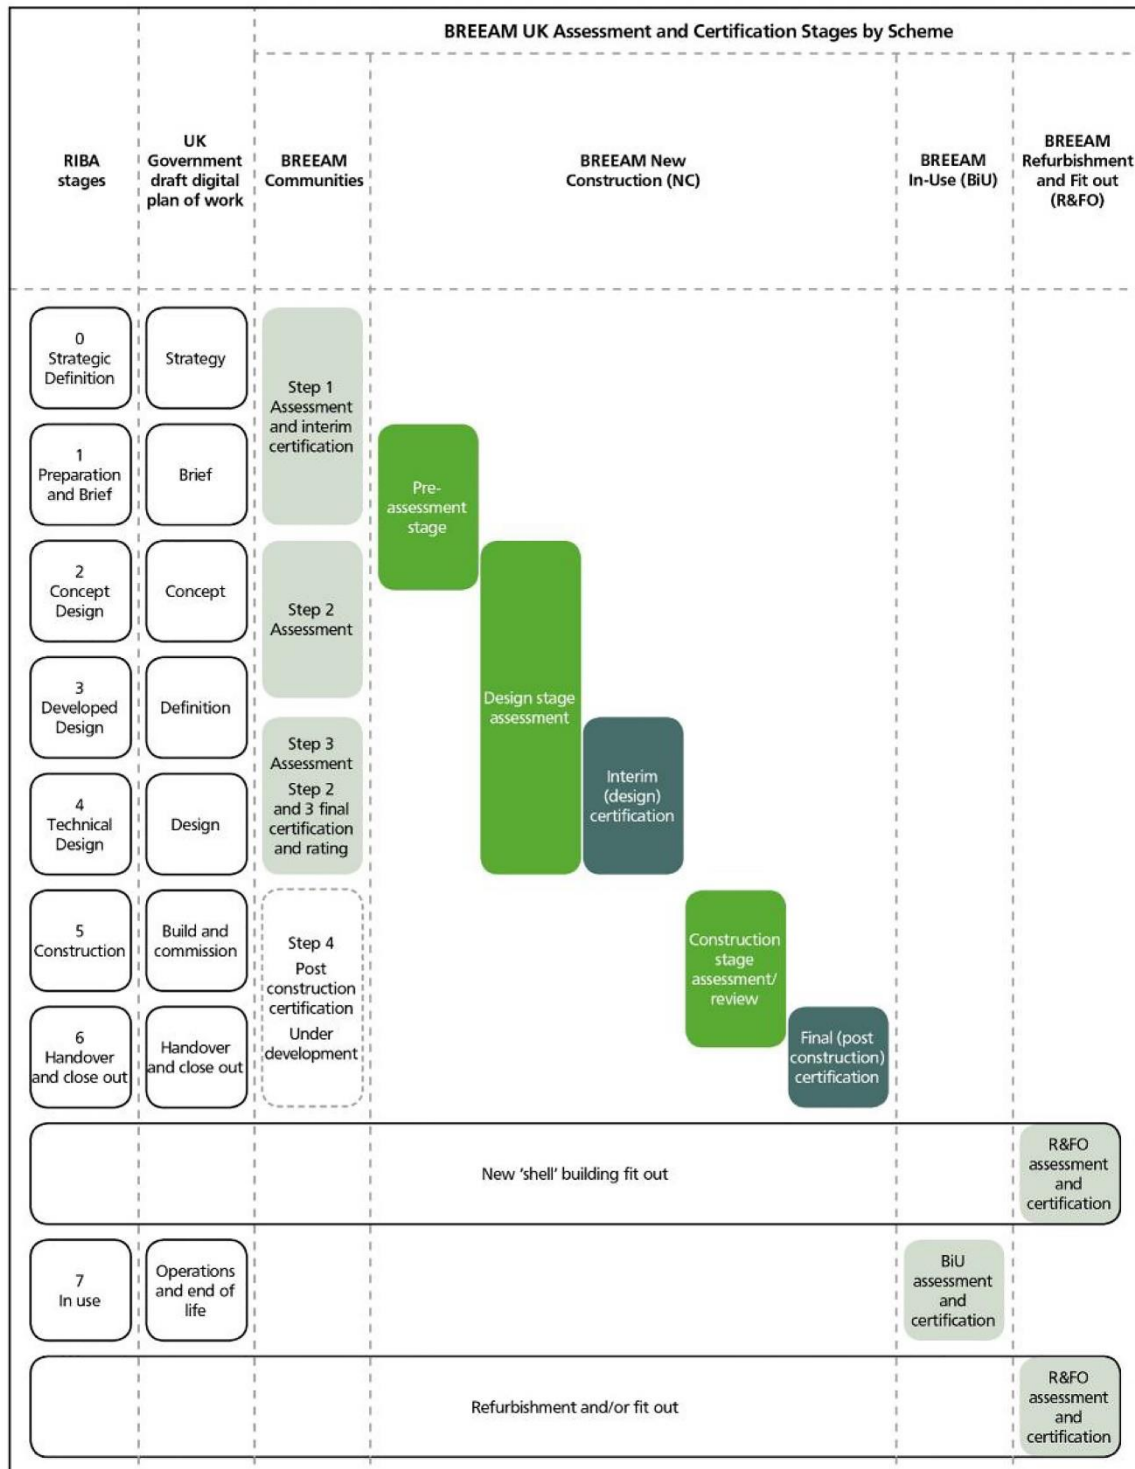 BREEAM UK Assessment and Certification Stages by Scheme
RIBA
stages
UK
Government
draft digital
plan of work
BREEAM
Communities
BREEAM New
Construction (NC)
BREEAM
In-Use (BiU)
BREEAM
Refurbishment
and Fit out
(R&FO)
0
Strategic
Definition
Strategy
Step 1
Assessment
and interim
certification
1
Preparation
and Brief
Brief
Pre-
assessment
stage
2
Concept
Design
Concept
Step 2
Assessment
Design stage
assessment
3
Developed
Design
Definition
Step 3
Assessment
Step 2
and 3 final
certification
and rating
Interim
(design)
certification
4
Technical
Design
Design
5
Construction
Build and
commission
Step 4
Post
construction
certification
Under
development
Construction
stage
assessment/
review
6
Handover
and close out
Handover
and close out
Final (post
construction)
certification
New ‘shell’ building fit out
R&FO
assessment
and
certification
7
In use
Operations
and end of
life
BiU
assessment
and
certification
Refurbishment and/or fit out
R&FO
assessment
and
certification